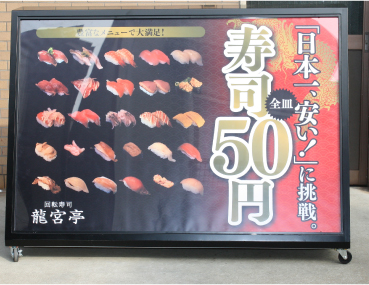 富なメニューで大満足!
「日本一、安い!」に挑戦。
寿司
全皿
50円
回転寿司
龍宮亭